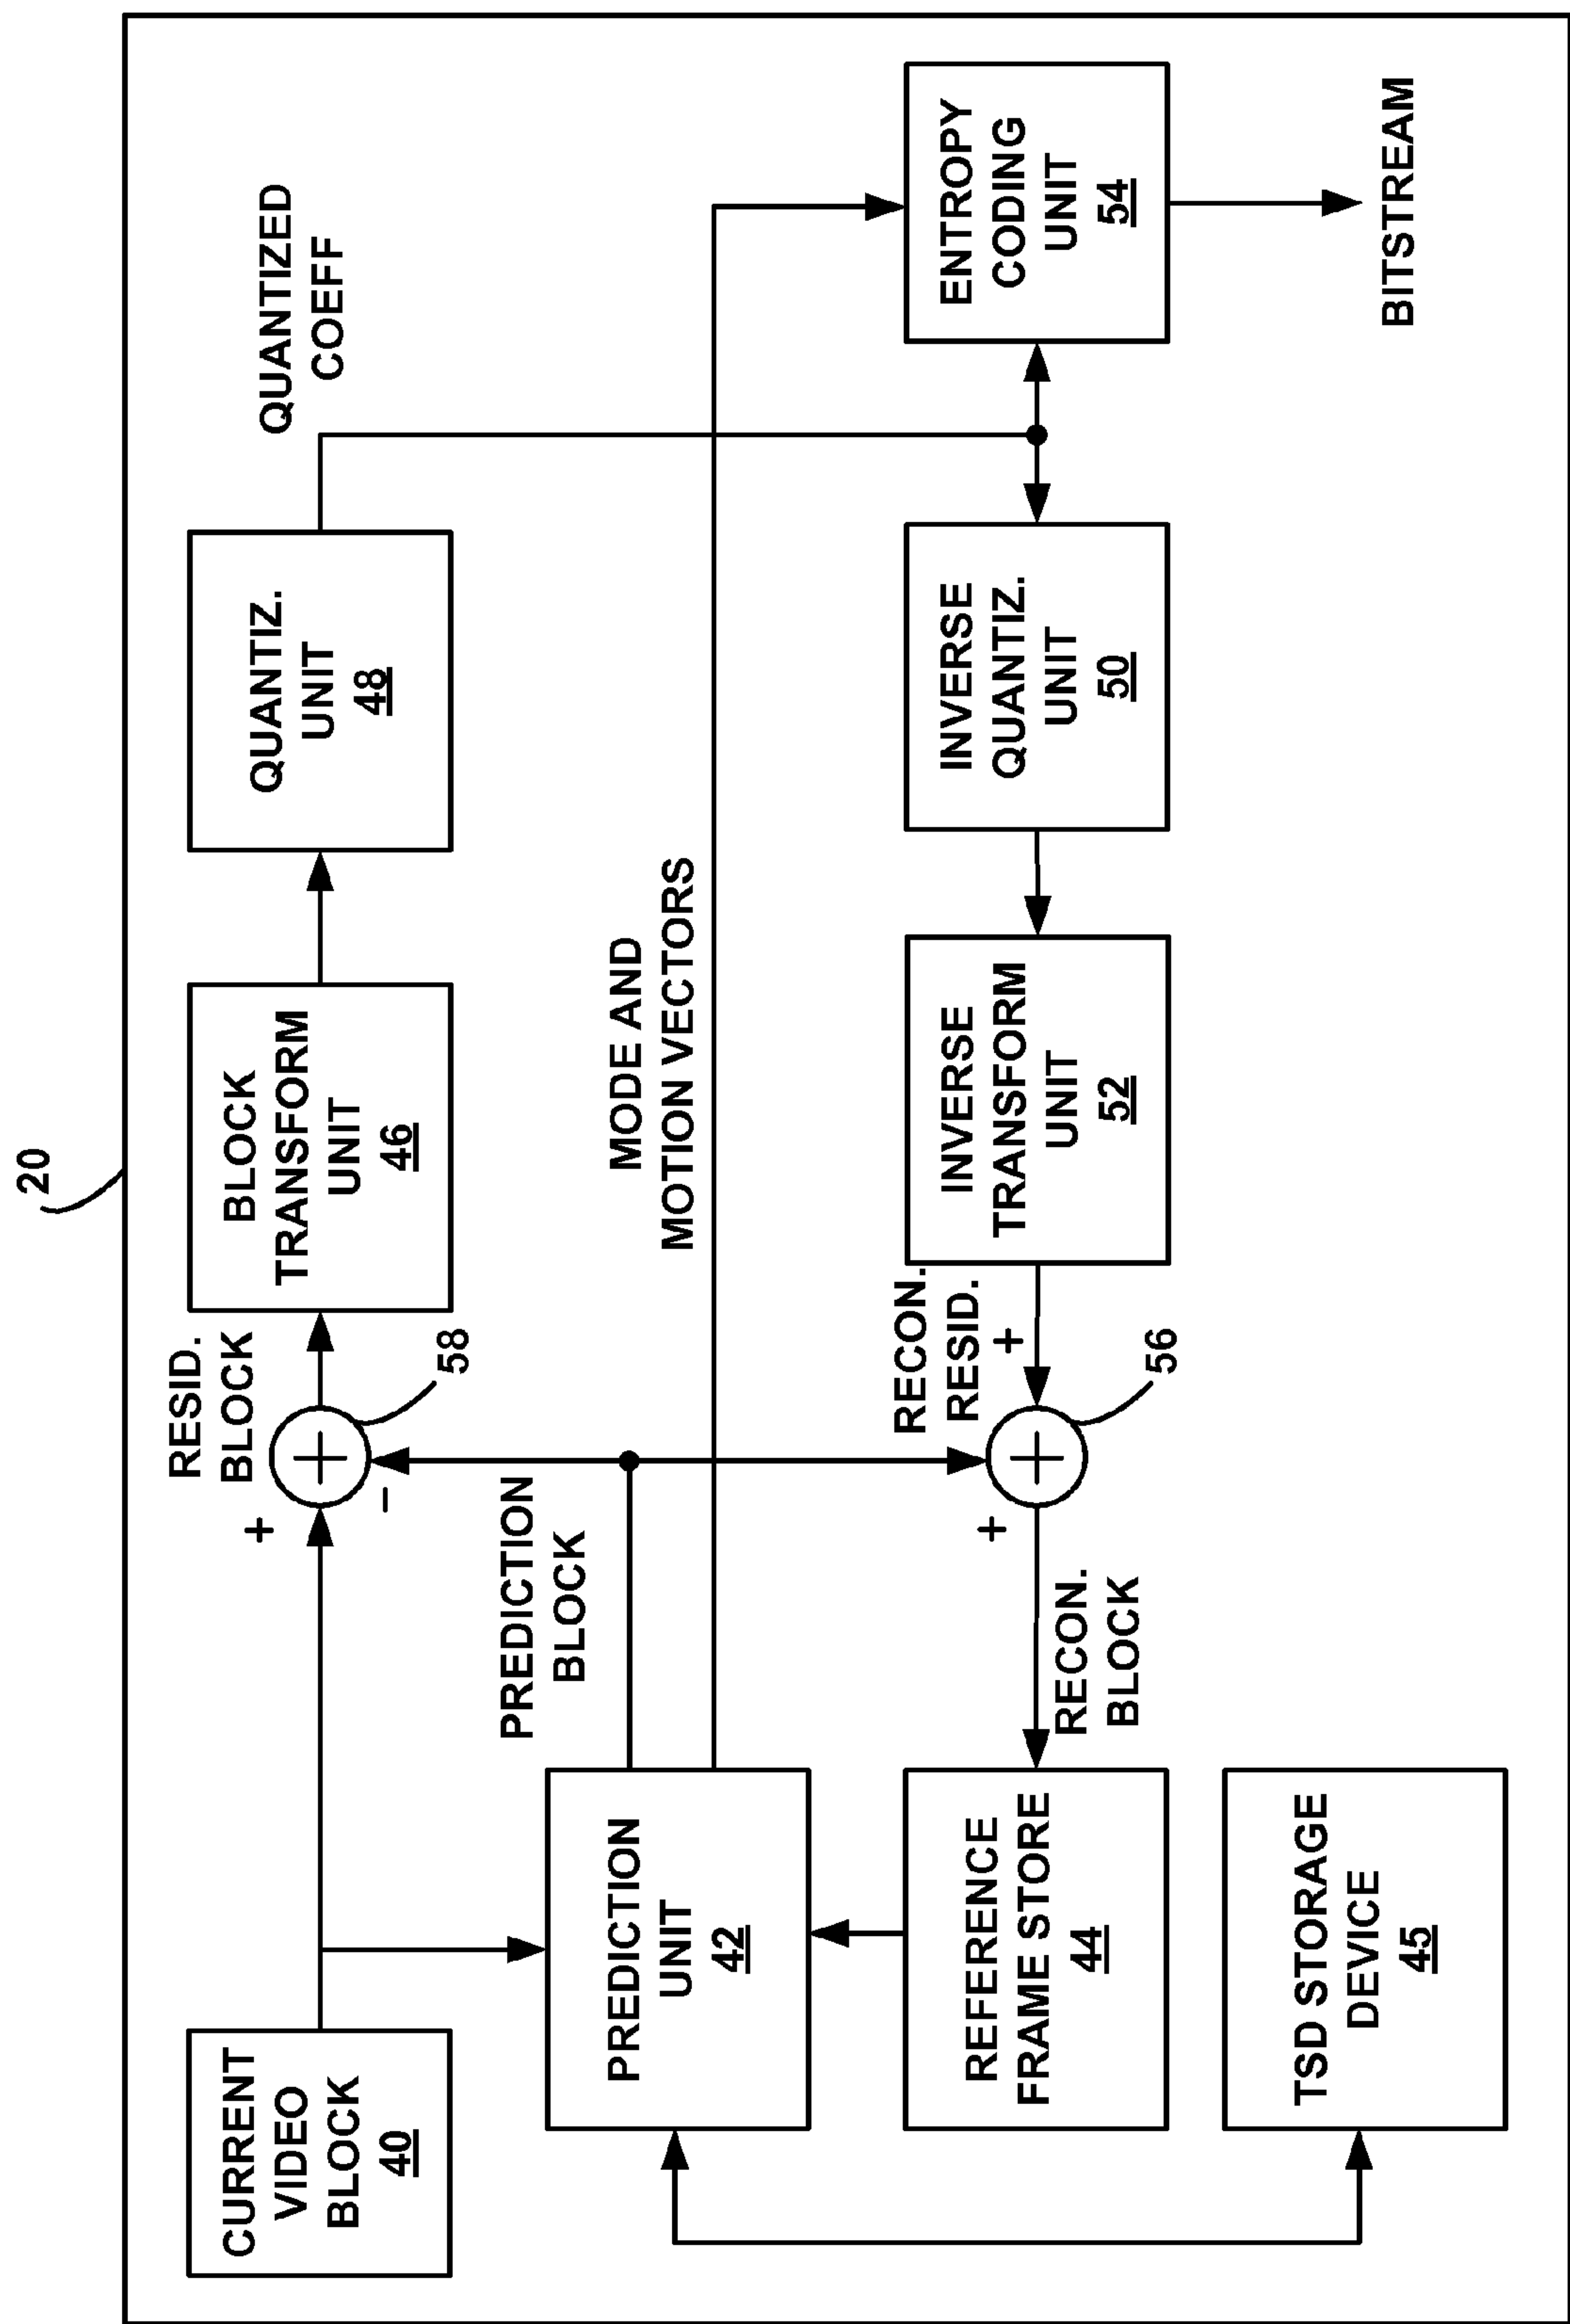 20
CURRENT
VIDEO
BLOCK
40
+
−
RESID.
BLOCK
58
BLOCK
TRANSFORM
UNIT
46
QUANTIZ.
UNIT
48
QUANTIZED
COEFF
PREDICTION
BLOCK
MODE AND
MOTION VECTORS
PREDICTION
UNIT
42
REFERENCE
FRAME STORE
44
RECON.
BLOCK
+
+
56
RECON.
RESID.
INVERSE
TRANSFORM
UNIT
52
INVERSE
QUANTIZ.
UNIT
50
ENTROPY
CODING
UNIT
54
TSD STORAGE
DEVICE
45
BITSTREAM